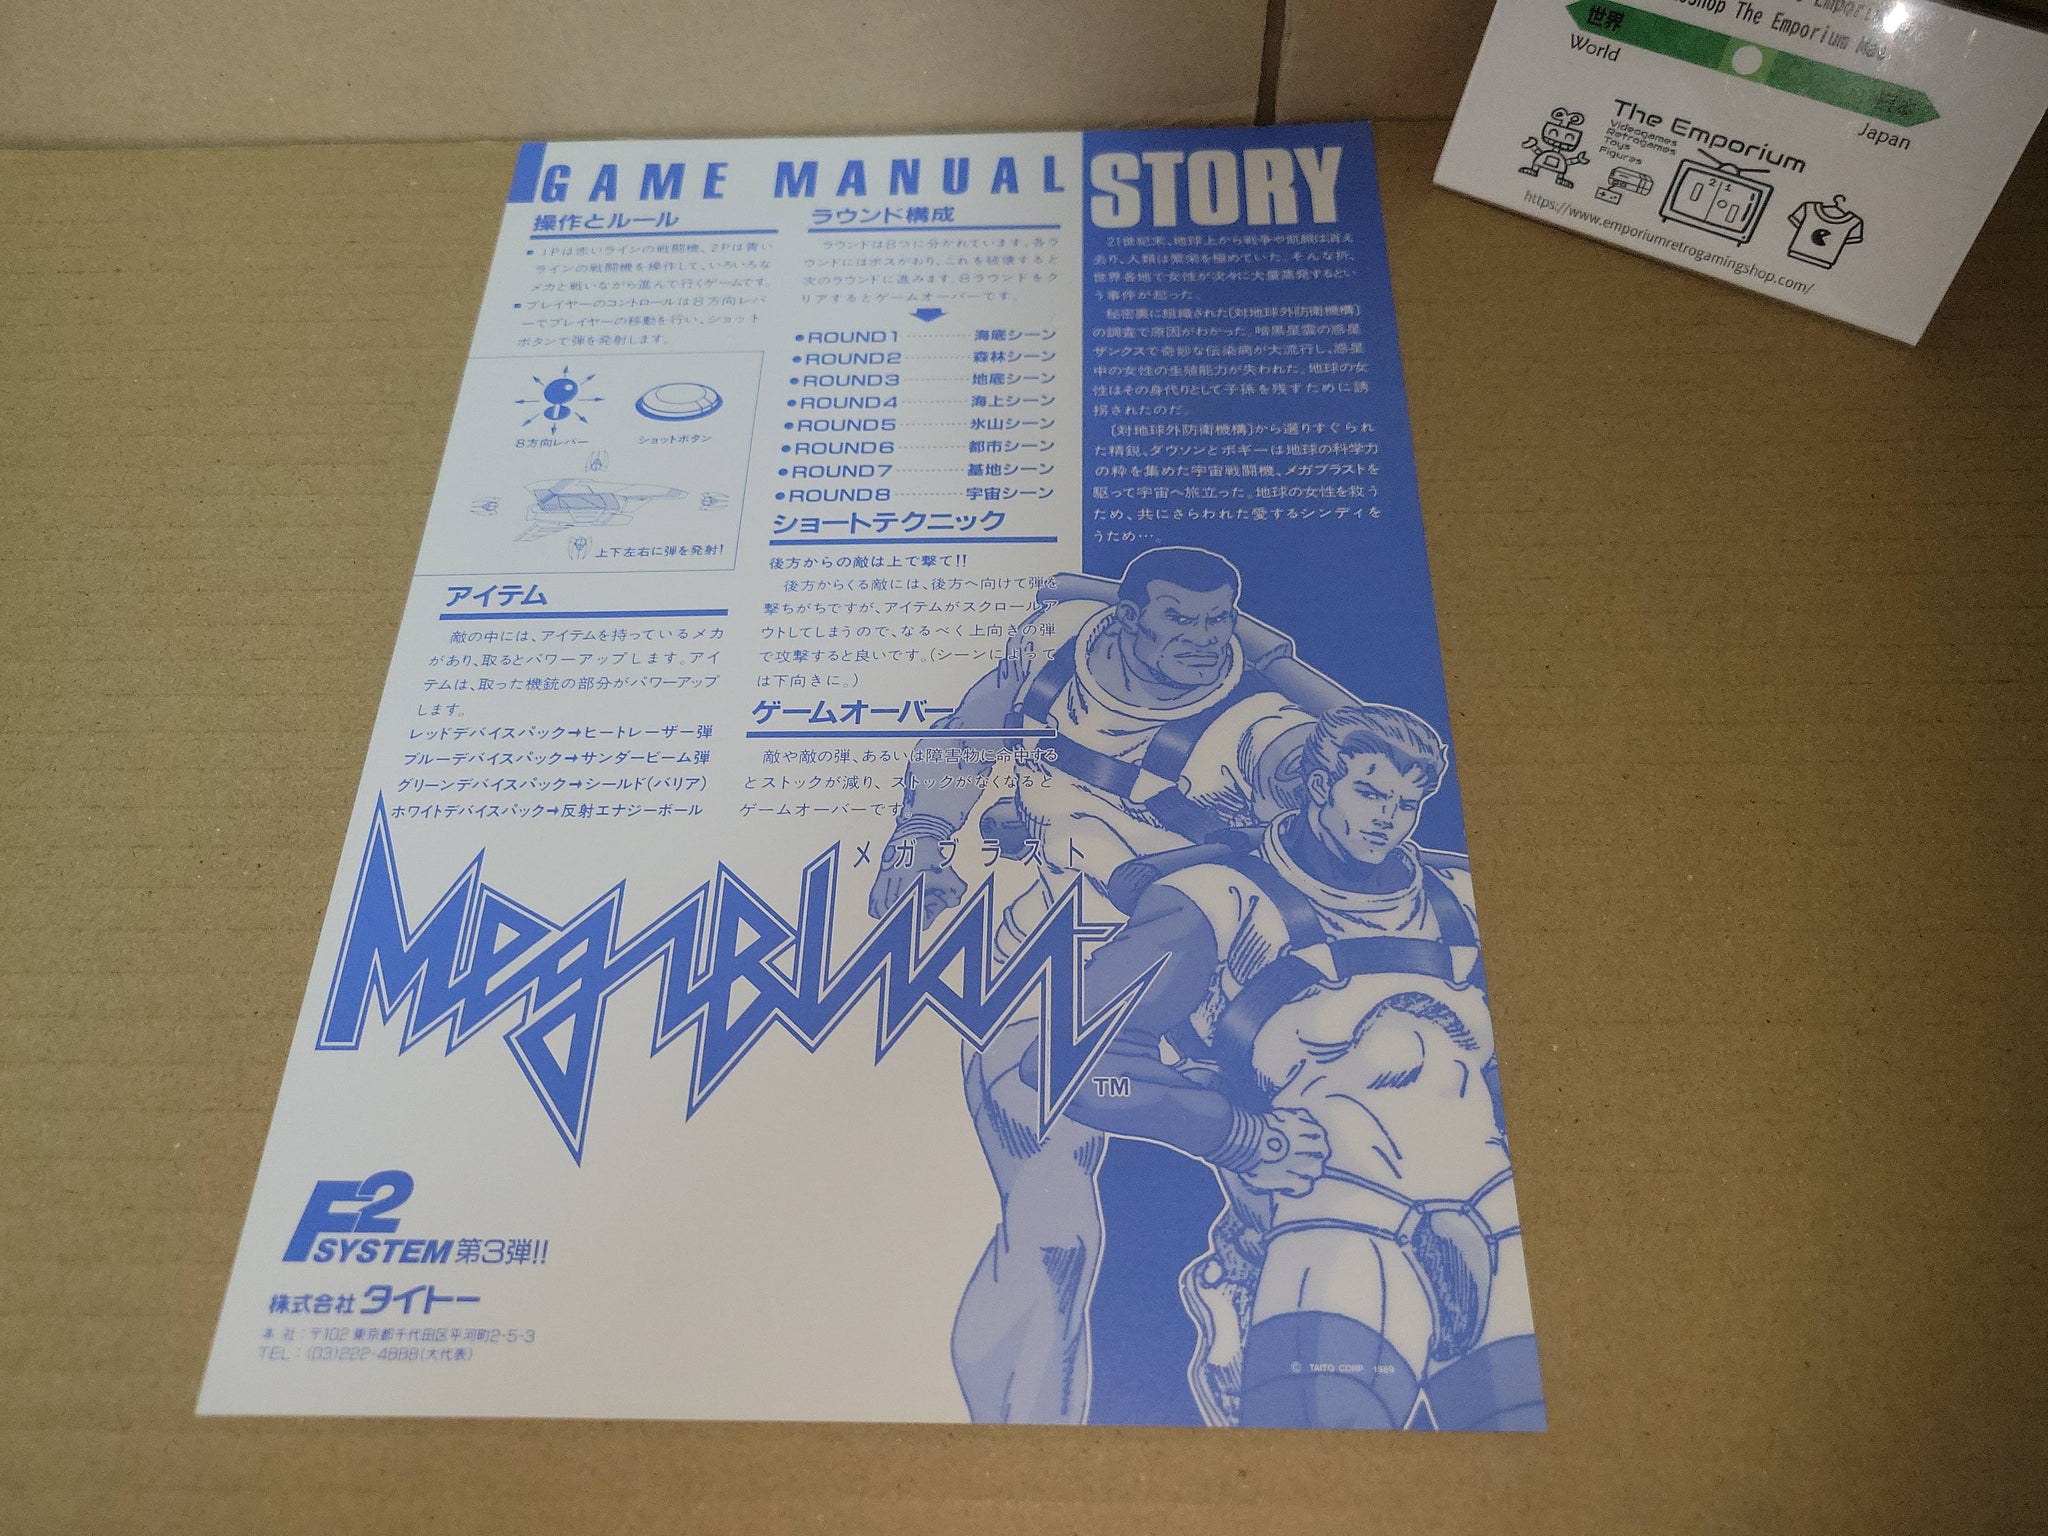 GAME MANUAL
操作とルール
■ 1Pは赤いラインの戦闘機、2Pは青い
ラインの戦闘機を操作して、いろいろな
メカと戦いながら進んで行くゲームです。
■ プレイヤーのコントロールは8方向レバ
ーでプレイヤーの移動を行い、ショット
ボタンで弾を発射します。
8方向レバー
ショットボタン
上下左右に弾を発射!
アイテム
敵の中には、アイテムを持っているメカ
があり、取るとパワーアップします。アイ
テムは、取った機銃の部分がパワーアップ
します。
レッドデバイスパック→ヒートレーザー弾
ブルーデバイスパック→サンダービーム弾
グリーンデバイスパック→シールド(バリア)
ホワイトデバイスパック→反射エナジーボール
ラウンド構成
ラウンドは8つに分かれています。各ラ
ウンドにはボスがおり、これを破壊すると
次のラウンドに進みます。8ラウンドをク
リアするとゲームオーバーです。
●ROUND1………海底シーン
●ROUND2………森林シーン
●ROUND3………地底シーン
●ROUND4………海上シーン
●ROUND5………氷山シーン
●ROUND6………都市シーン
●ROUND7………基地シーン
●ROUND8………宇宙シーン
ショートテクニック
後方からの敵は上で撃て!!
後方からくる敵には、後方へ向けて弾を
撃ちがちですが、アイテムがスクロールア
ウトしてしまうので、なるべく上向きの弾
で攻撃すると良いです。(シーンによって
は下向きに。)
ゲームオーバー
敵や敵の弾、あるいは障害物に命中する
とストックが減り、ストックがなくなると
ゲームオーバーです。
STORY
21世紀末、地球上から戦争や飢餓は消え
去り、人類は繁栄を極めていた。そんな折、
世界各地で女性が次々に大量蒸発するとい
う事件が起った。
秘密裏に組織された[対地球外防衛機構]
の調査で原因がわかった。暗黒星雲の惑星
ザンクスで奇妙な伝染病が大流行し、惑星
中の女性の生殖能力が失われた。地球の女
性はその身代りとして子孫を残すために誘
拐されたのだ。
[対地球外防衛機構]から選りすぐられ
た精鋭、ダウソンとボギーは地球の科学力
の粋を集めた宇宙戦闘機、メガブラストを
駆って宇宙へ旅立った。地球の女性を救う
ため、共にさらわれた愛するシンディを
うため…。
メガブラスト
MegaBlast
TM
F2
SYSTEM 第3弾!!
株式会社 タイトー
本 社:〒102 東京都千代田区平河町2-5-3
TEL:(03)222-4888(大代表)
© TAITO CORP. 1989
shop The Emporium
世界
World
Japan
The Emporium
Videogames
Retrogames
Toys
Figures
2 1
https://www.emporiumretrogamingshop.com/